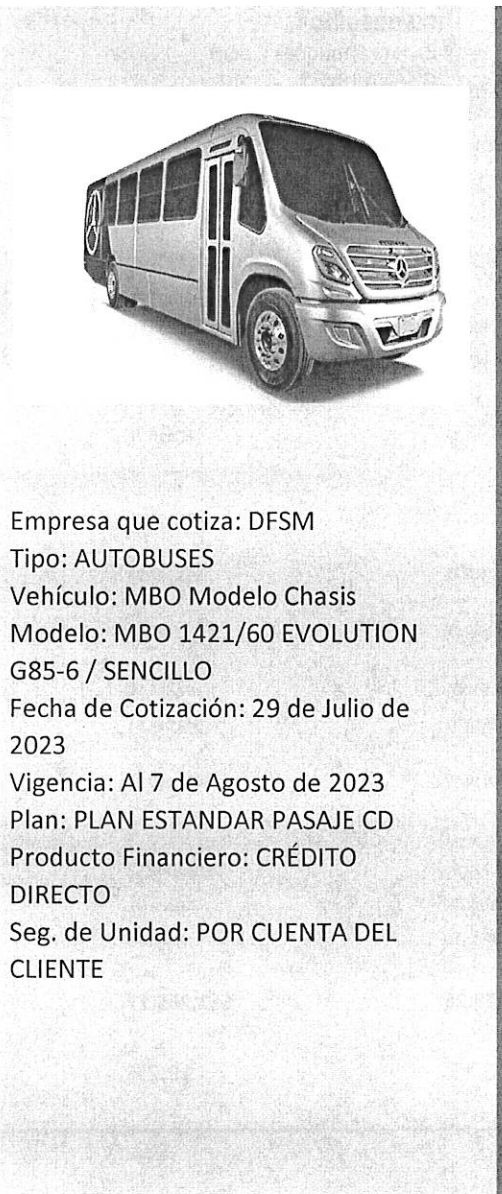 Empresa que cotiza: DFSM
Tipo: AUTOBUSES
Vehículo: MBO Modelo Chasis
Modelo: MBO 1421/60 EVOLUTION
G85-6 / SENCILLO
Fecha de Cotización: 29 de Julio de
2023
Vigencia: Al 7 de Agosto de 2023
Plan: PLAN ESTANDAR PASAJE CD
Producto Financiero: CRÉDITO
DIRECTO
Seg. de Unidad: POR CUENTA DEL
CLIENTE